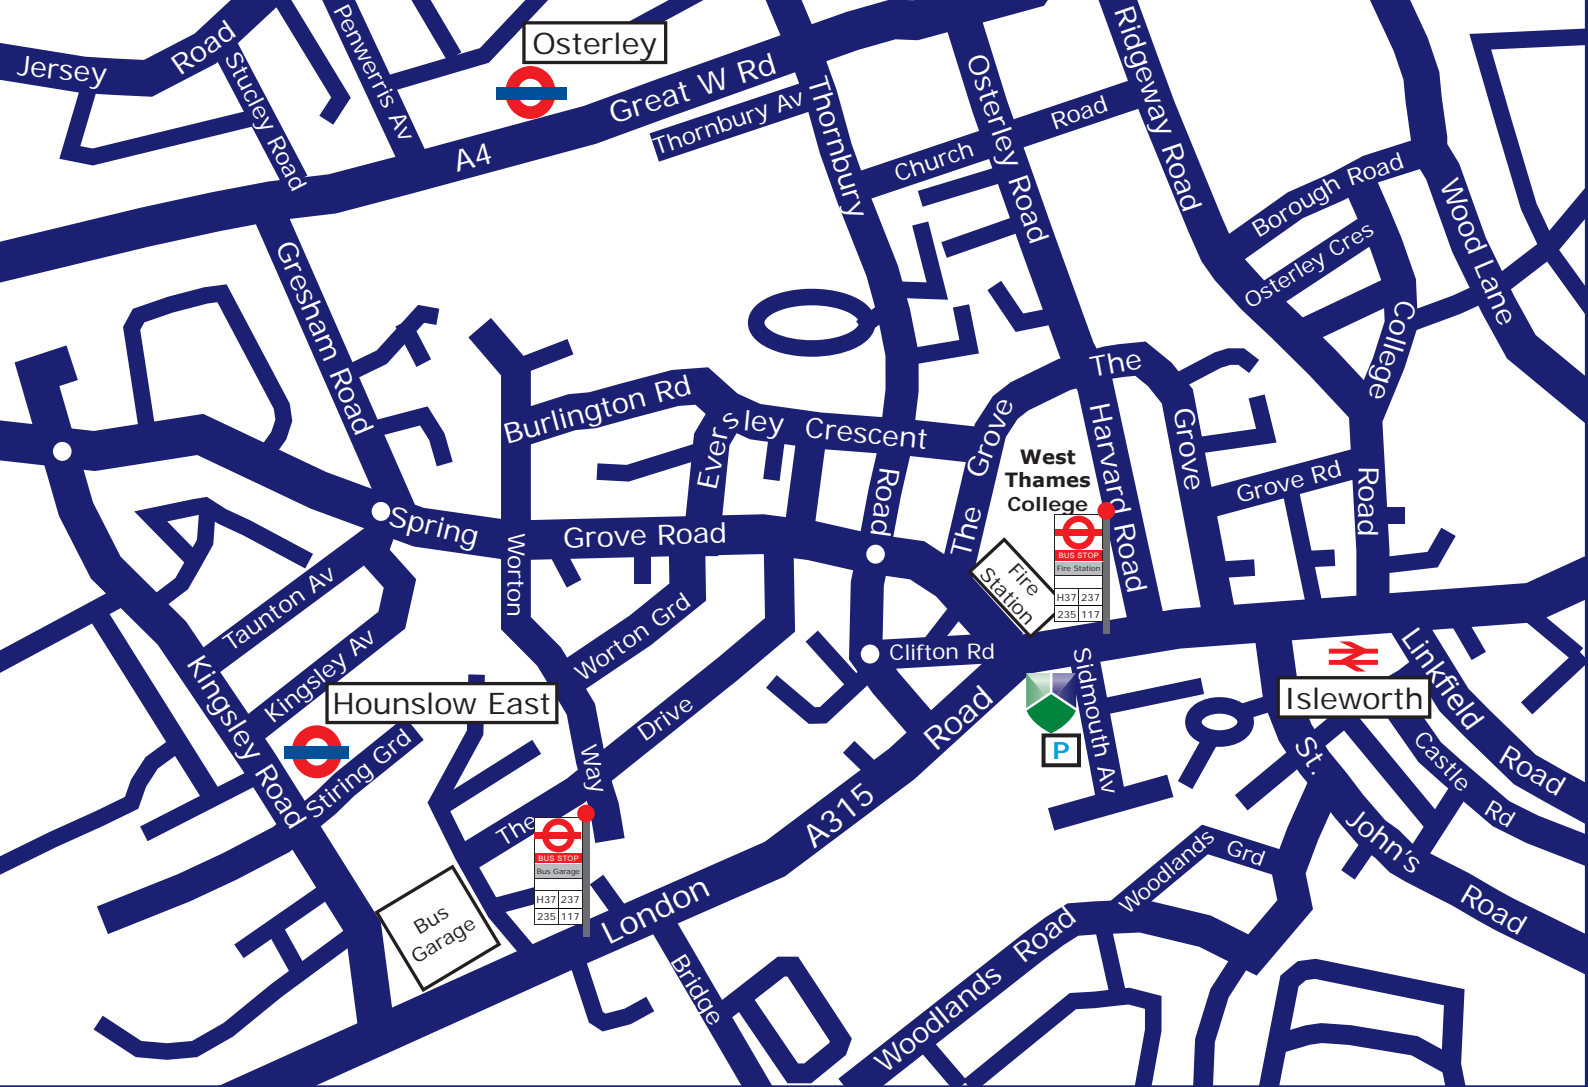 Jersey
Road
Stucley Road
Penwerris Av
Osterley
Great W Rd
A4
Thornbury Av
Thornbury
Road
Osterley Road
Church
Road
Ridgeway Road
Borough Road
Osterley Cres
Wood Lane
College
Road
Gresham Road
Burlington Rd
Eversley
Crescent
The
Grove
The
Grove
Harvard Road
Grove Rd
West
Thames
College
Spring
Grove Road
Worton
Way
Taunton Av
Kingsley Av
Kingsley Road
Hounslow East
Stiring Grd
Worton Grd
The
Drive
Fire
Station
BUS STOP
Fire Station
H37 237
235 117
Clifton Rd
Sidmouth Av
P
Isleworth
Linkfield
Road
Castle
Rd
St.
John's
Road
BUS STOP
Bus Garage
H37 237
235 117
Bus
Garage
London
A315
Road
Bridge
Woodlands
Grd
Woodlands
Road